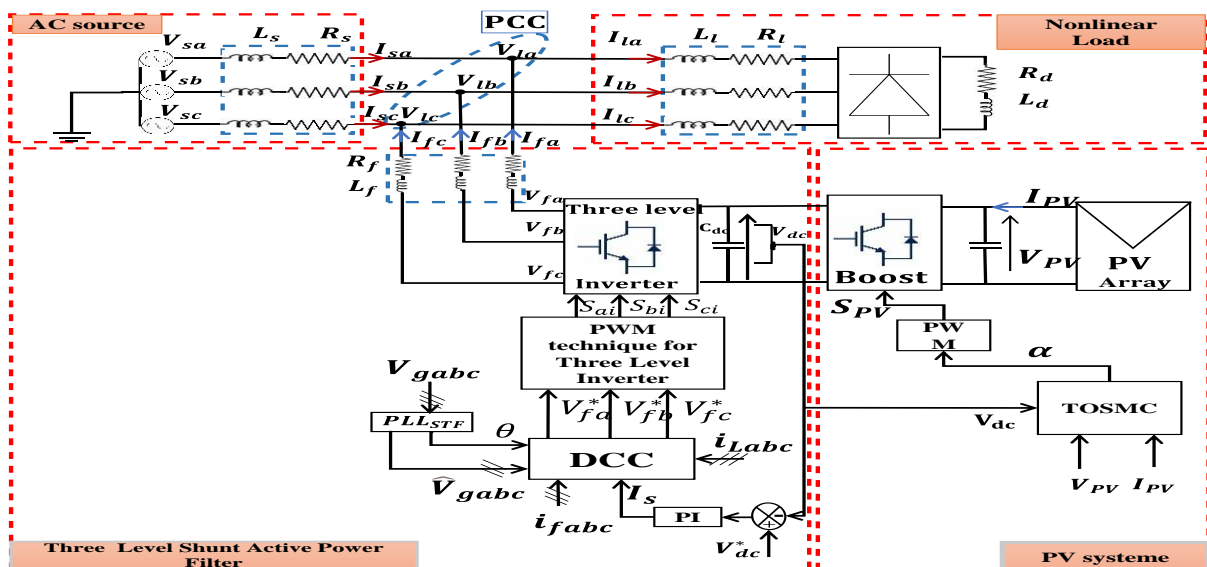 AC source
PCC
Nonlinear
Load
V_sa
L_s
R_s
I_sa
V_la
I_la
L_l
R_l
V_sb
I_sb
V_lb
I_lb
R_d
L_d
V_sc
I_sc
V_lc
I_lc
I_fc
I_fb
I_fa
R_f
L_f
V_fa
V_fb
V_fc
Three level
Inverter
C_dc
V_dc
Boost
I_PV
V_PV
PV
Array
S_ai
S_bi
S_ci
S_PV
PWM
technique for
Three Level
Inverter
PW
M
α
V_gabc
V*_fa
V*_fb
V*_fc
PLL_STF
θ
DCC
i_Labc
V_dc
TOSMC
V̂_gabc
i_fabc
I_s
PI
-
+
V*_dc
V_PV
I_PV
Three Level Shunt Active Power
Filter
PV systeme